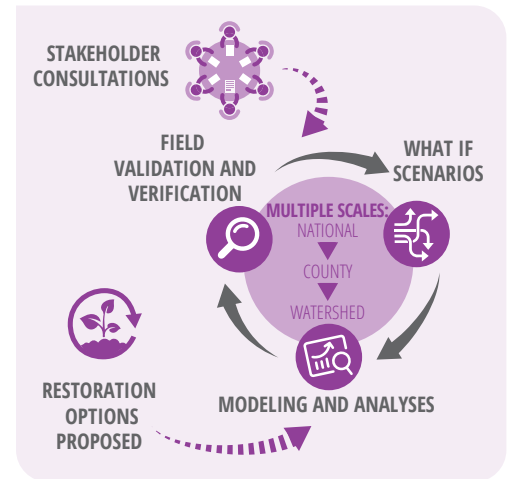 STAKEHOLDER
CONSULTATIONS
FIELD
VALIDATION AND
VERIFICATION
WHAT IF
SCENARIOS
MULTIPLE SCALES:
NATIONAL
COUNTY
WATERSHED
RESTORATION
OPTIONS
PROPOSED
MODELING AND ANALYSES